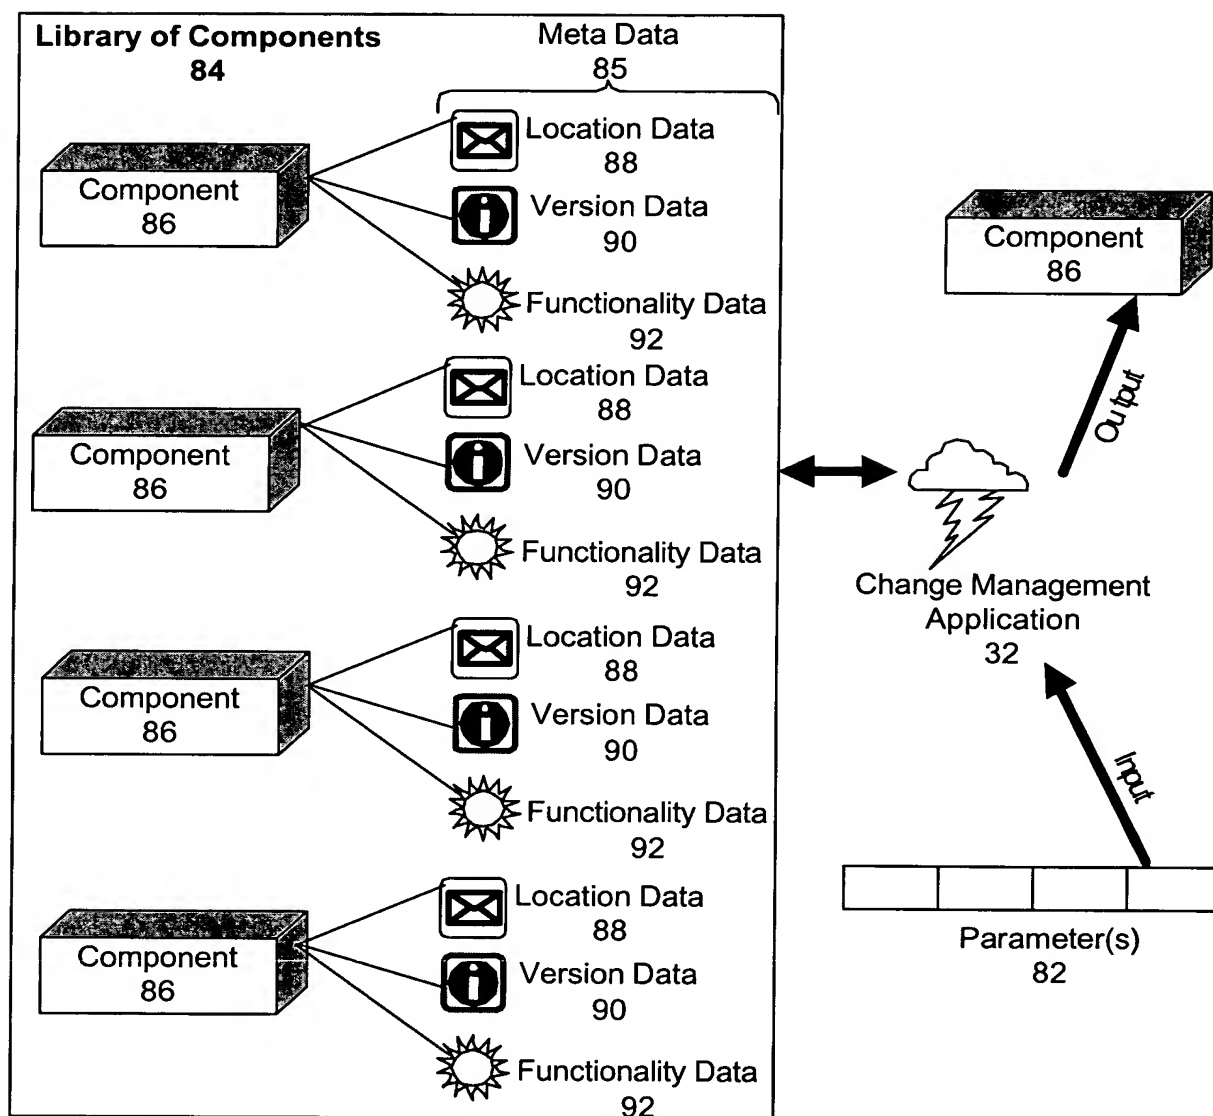 Library of Components
84
Meta Data
85
Component
86
Location Data
88
Version Data
90
Functionality Data
92
Component
86
Location Data
88
Version Data
90
Functionality Data
92
Component
86
Location Data
88
Version Data
90
Functionality Data
92
Component
86
Location Data
88
Version Data
90
Functionality Data
92
Component
86
Output
Change Management
Application
32
Input
Parameter(s)
82